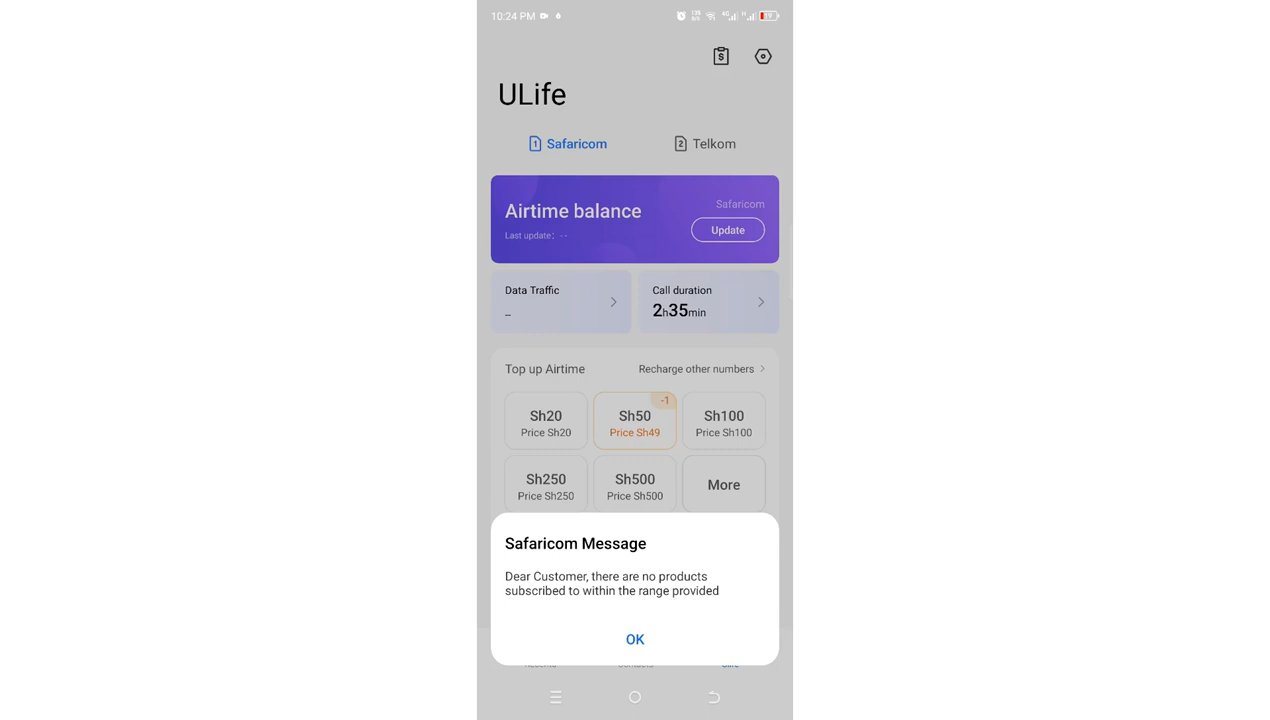 10:24 PM
ULife
1 Safaricom
2 Telkom
Airtime balance
Safaricom
Last update： --
Update
Data Traffic
--
Call duration
2h35min
Top up Airtime
Recharge other numbers
-1
Sh20
Sh50
Sh100
Price Sh20
Price Sh49
Price Sh100
Sh250
Sh500
More
Price Sh250
Price Sh500
Safaricom Message
Dear Customer, there are no products
subscribed to within the range provided
OK